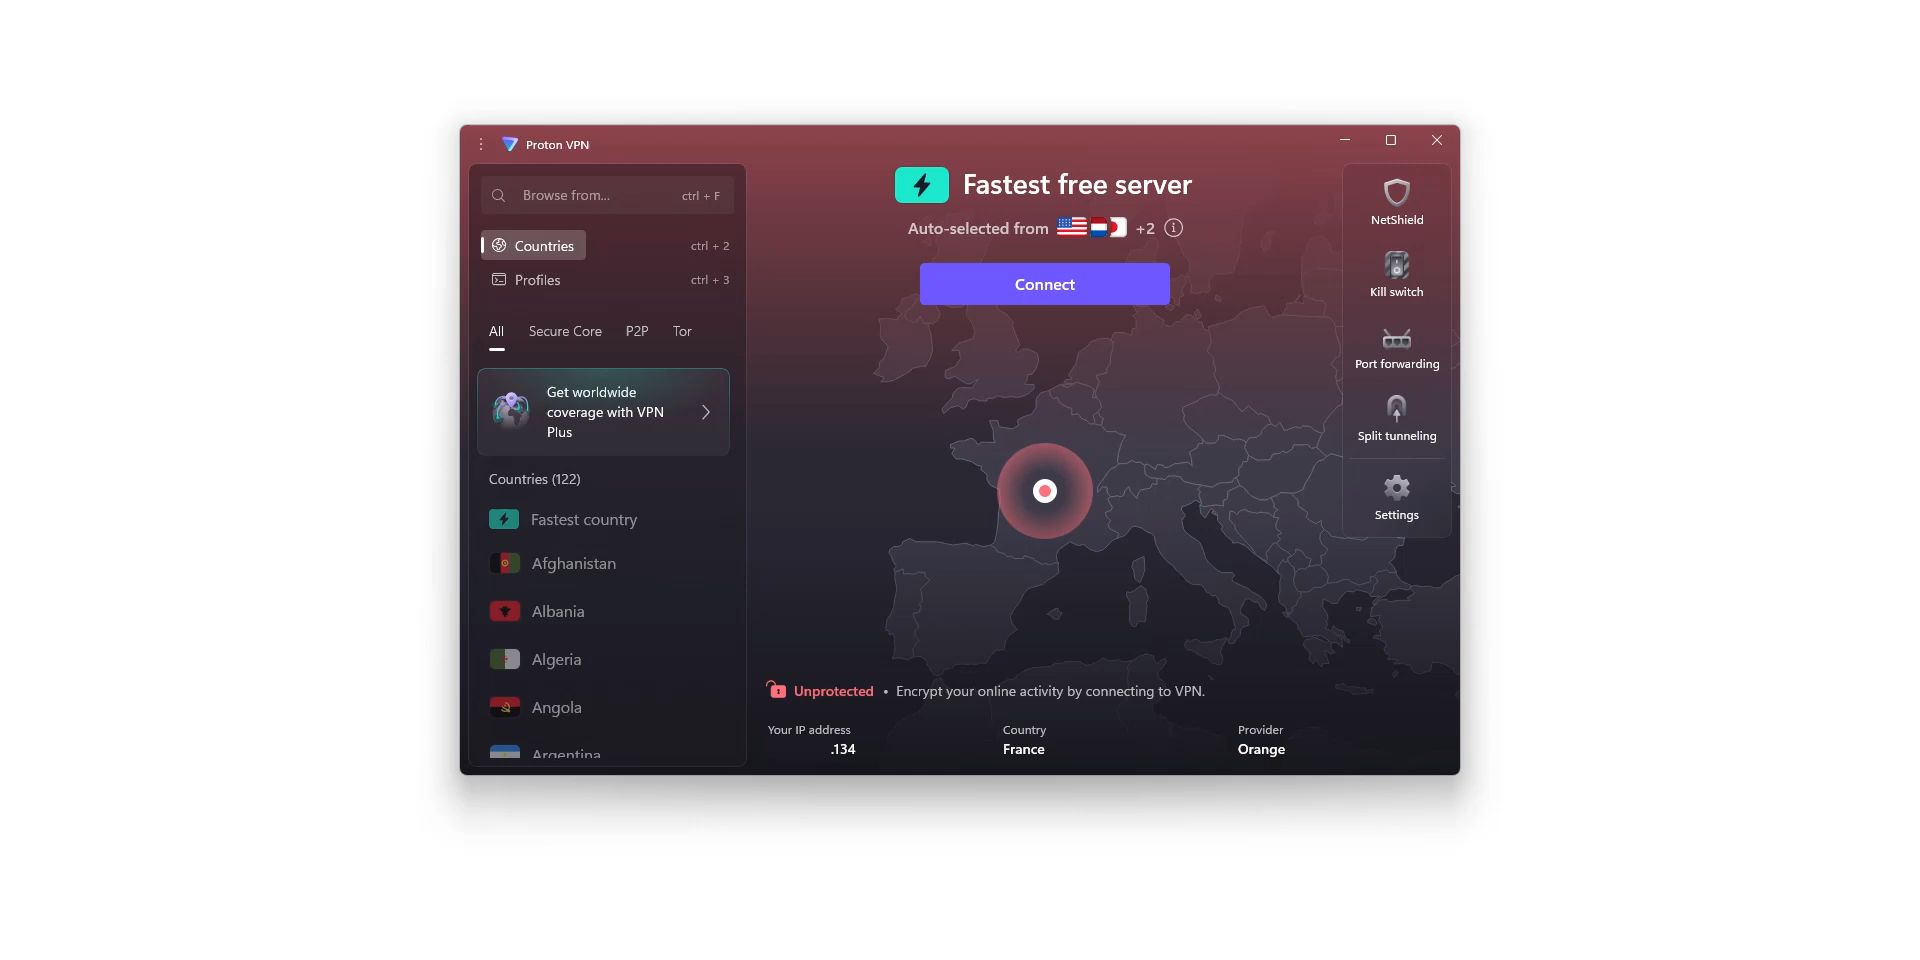 Proton VPN
Browse from...
ctrl + F
Countries
ctrl + 2
Profiles
ctrl + 3
All
Secure Core
P2P
Tor
Get worldwide
coverage with VPN
Plus
Countries (122)
Fastest country
Afghanistan
Albania
Algeria
Angola
Argentina
Fastest free server
Auto-selected from
+2
Connect
Unprotected • Encrypt your online activity by connecting to VPN.
Your IP address
.134
Country
France
Provider
Orange
NetShield
Kill switch
Port forwarding
Split tunneling
Settings